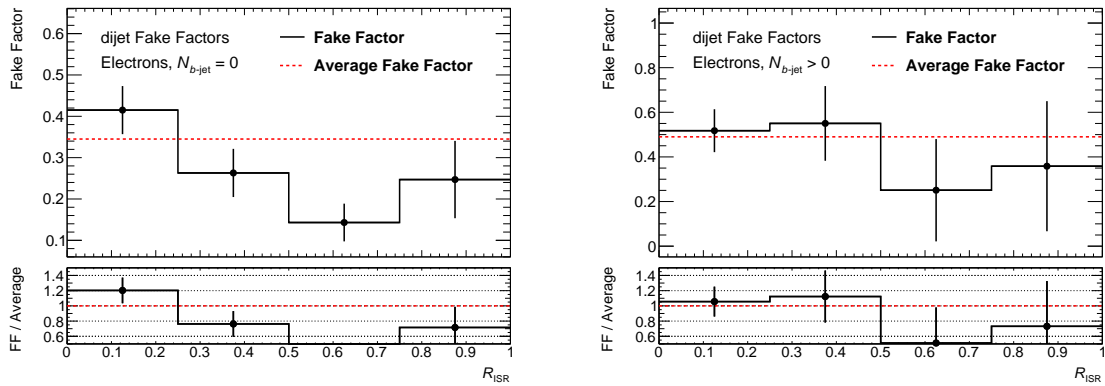 Fake Factor
0.6
0.5
0.4
0.3
0.2
0.1
dijet Fake Factors
Electrons, N_b-jet = 0
Fake Factor
Average Fake Factor
FF / Average
1.4
1.2
1
0.8
0.6
0 0.1 0.2 0.3 0.4 0.5 0.6 0.7 0.8 0.9 1
R_ISR
Fake Factor
1
0.8
0.6
0.4
0.2
0
dijet Fake Factors
Electrons, N_b-jet > 0
Fake Factor
Average Fake Factor
FF / Average
1.4
1.2
1
0.8
0.6
0 0.1 0.2 0.3 0.4 0.5 0.6 0.7 0.8 0.9 1
R_ISR